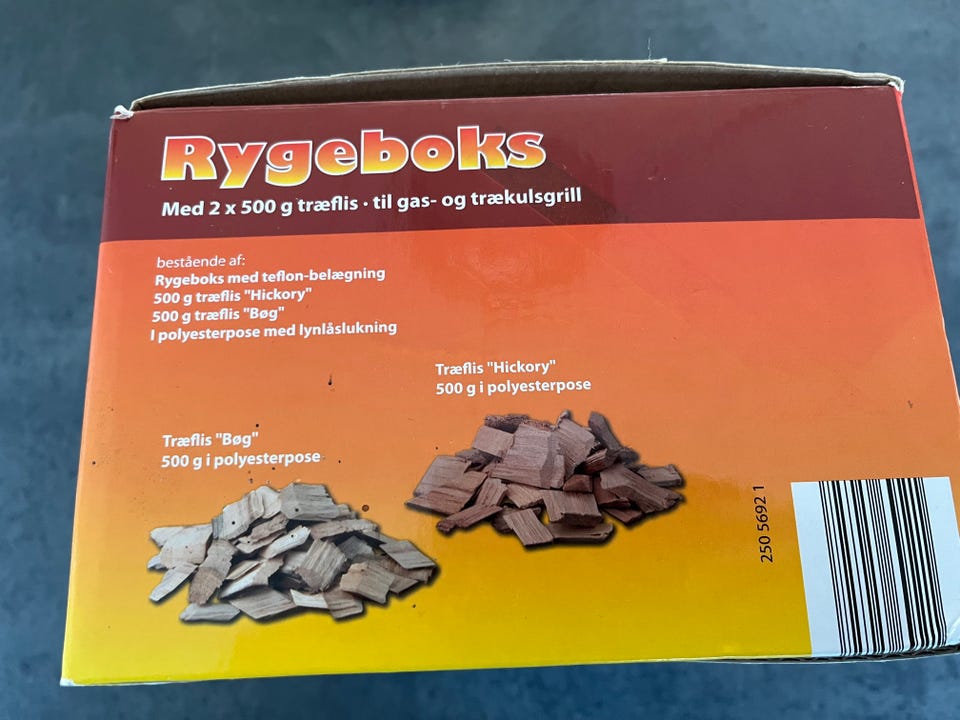 Rygeboks
Med 2 x 500 g træflis · til gas- og trækulsgrill
bestående af:
Rygeboks med teflon-belægning
500 g træflis "Hickory"
500 g træflis "Bøg"
I polyesterpose med lynlåslukning
Træflis "Hickory"
500 g i polyesterpose
Træflis "Bøg"
500 g i polyesterpose
250 5692 1